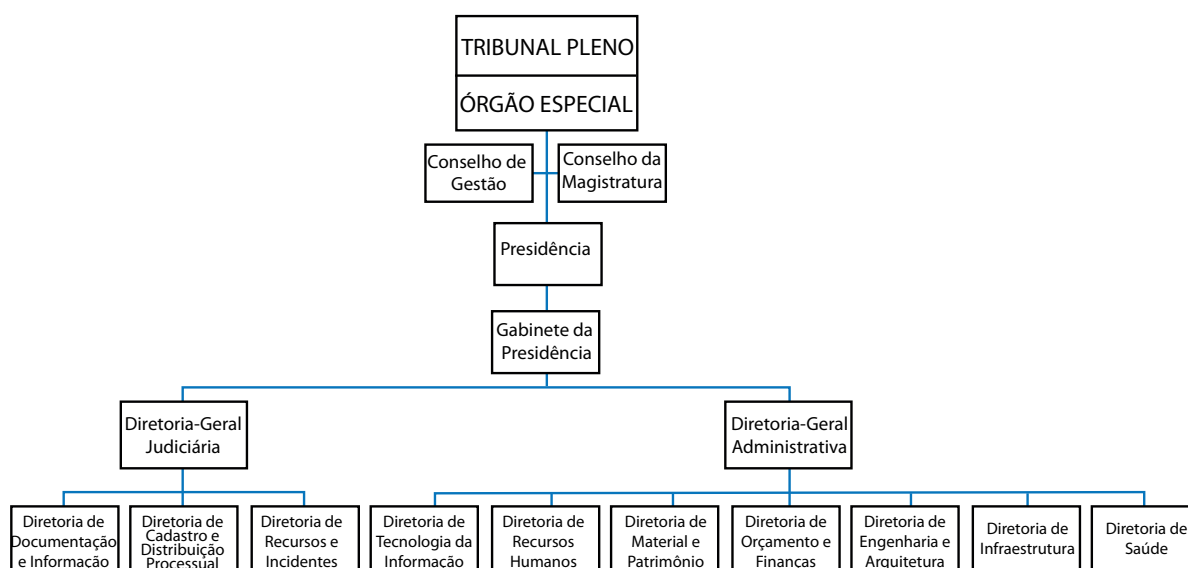 TRIBUNAL PLENO
ÓRGÃO ESPECIAL
Conselho de
Gestão
Conselho da
Magistratura
Presidência
Gabinete da
Presidência
Diretoria-Geral
Judiciária
Diretoria-Geral
Administrativa
Diretoria de
Documentação
e Informação
Diretoria de
Cadastro e
Distribuição
Processual
Diretoria de
Recursos e
Incidentes
Diretoria de
Tecnologia da
Informação
Diretoria de
Recursos
Humanos
Diretoria de
Material e
Patrimônio
Diretoria de
Orçamento e
Finanças
Diretoria de
Engenharia e
Arquitetura
Diretoria de
Infraestrutura
Diretoria de
Saúde